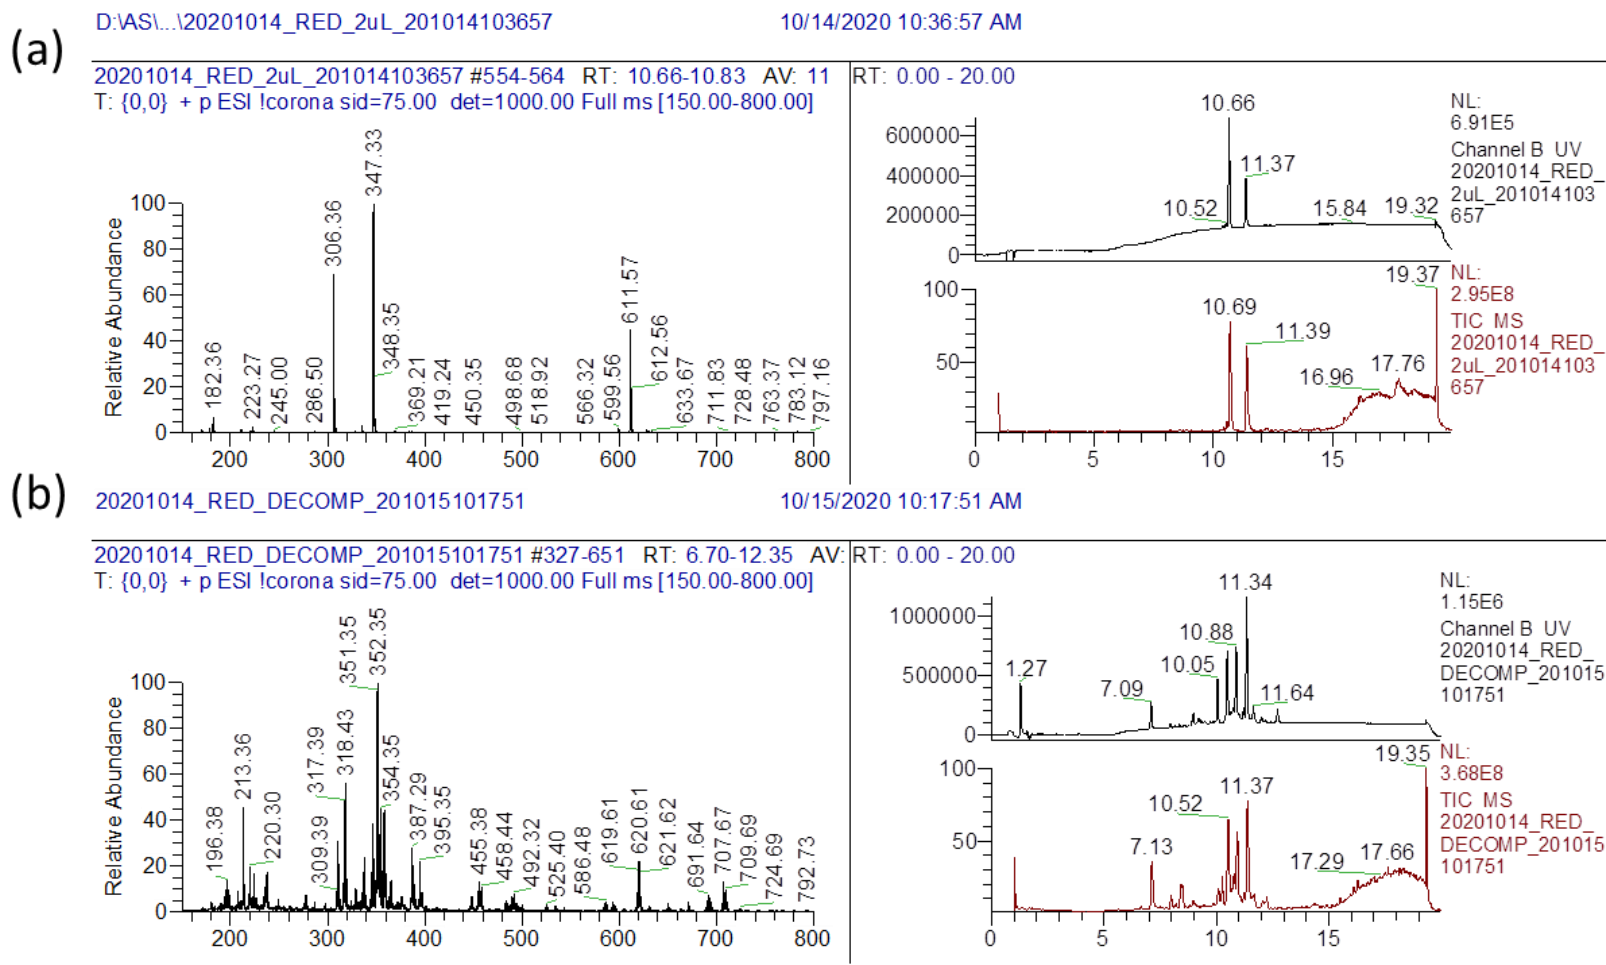 (a)
D:\AS\...\20201014_RED_2uL_201014103657 10/14/2020 10:36:57 AM
20201014_RED_2uL_201014103657 #554-564 RT: 10.66-10.83 AV: 11
T: {0,0} + p ESI !corona sid=75.00 det=1000.00 Full ms [150.00-800.00]
Relative Abundance
100
80
60
40
20
0
182.36
223.27
245.00
286.50
306.36
347.33
348.35
369.21
419.24
450.35
498.68
518.92
566.32
599.56
611.57
612.56
633.67
711.83
728.48
763.37
783.12
797.16
200 300 400 500 600 700 800
RT: 0.00 - 20.00
600000
400000
200000
0
10.52
10.66
11.37
15.84
19.32
NL:
6.91E5
Channel B UV
20201014_RED_
2uL_201014103
657
100
50
10.69
11.39
16.96
17.76
19.37
NL:
2.95E8
TIC MS
20201014_RED_
2uL_201014103
657
0 5 10 15
(b)
20201014_RED_DECOMP_201015101751 10/15/2020 10:17:51 AM
20201014_RED_DECOMP_201015101751 #327-651 RT: 6.70-12.35 AV:
T: {0,0} + p ESI !corona sid=75.00 det=1000.00 Full ms [150.00-800.00]
Relative Abundance
100
80
60
40
20
0
196.38
213.36
220.30
309.39
317.39
318.43
351.35
352.35
354.35
387.29
395.35
455.38
458.44
492.32
525.40
586.48
619.61
620.61
621.62
691.64
707.67
709.69
724.69
792.73
200 300 400 500 600 700 800
RT: 0.00 - 20.00
1000000
500000
0
1.27
7.09
10.05
10.88
11.34
11.64
NL:
1.15E6
Channel B UV
20201014_RED_
DECOMP_201015
101751
100
50
7.13
10.52
11.37
17.29
17.66
19.35
NL:
3.68E8
TIC MS
20201014_RED_
DECOMP_201015
101751
0 5 10 15